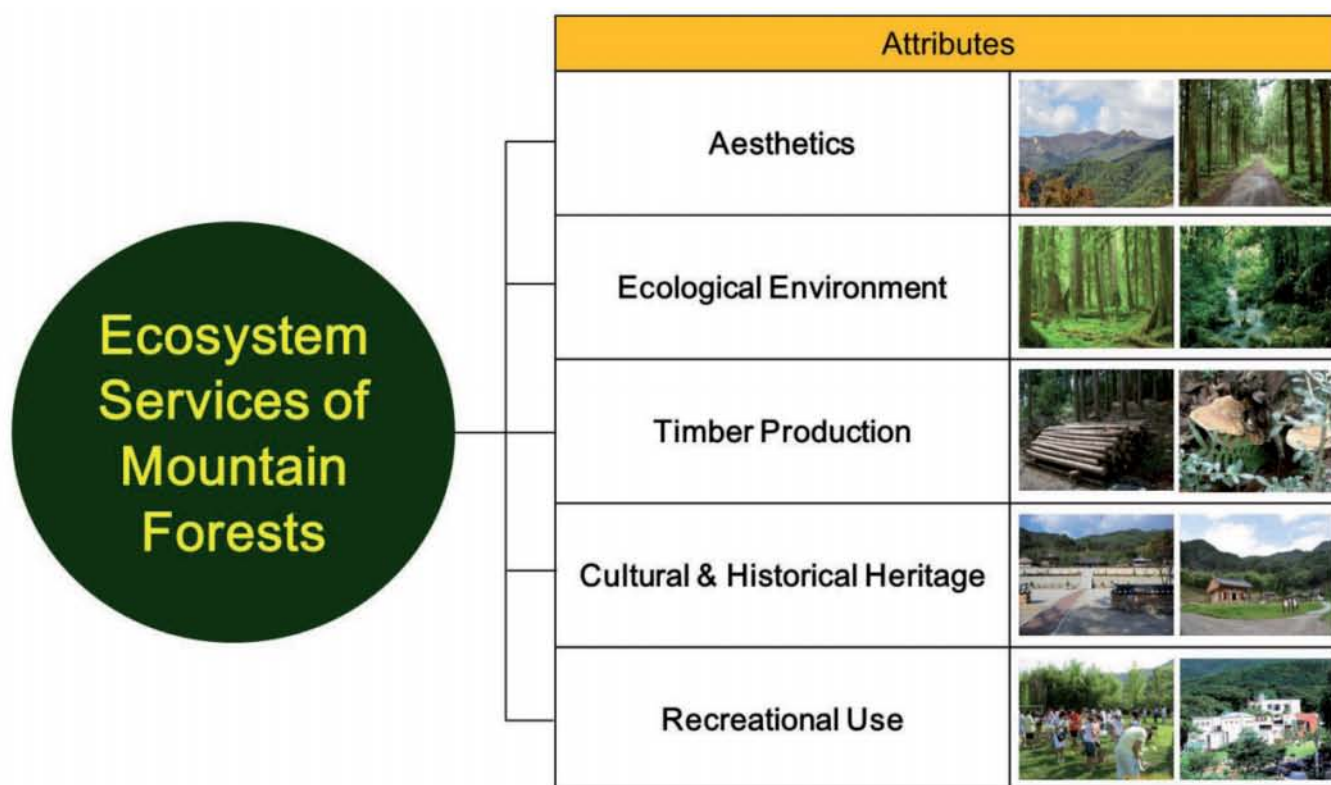 Attributes
Aesthetics
Ecological Environment
Timber Production
Cultural & Historical Heritage
Recreational Use
Ecosystem
Services of
Mountain
Forests